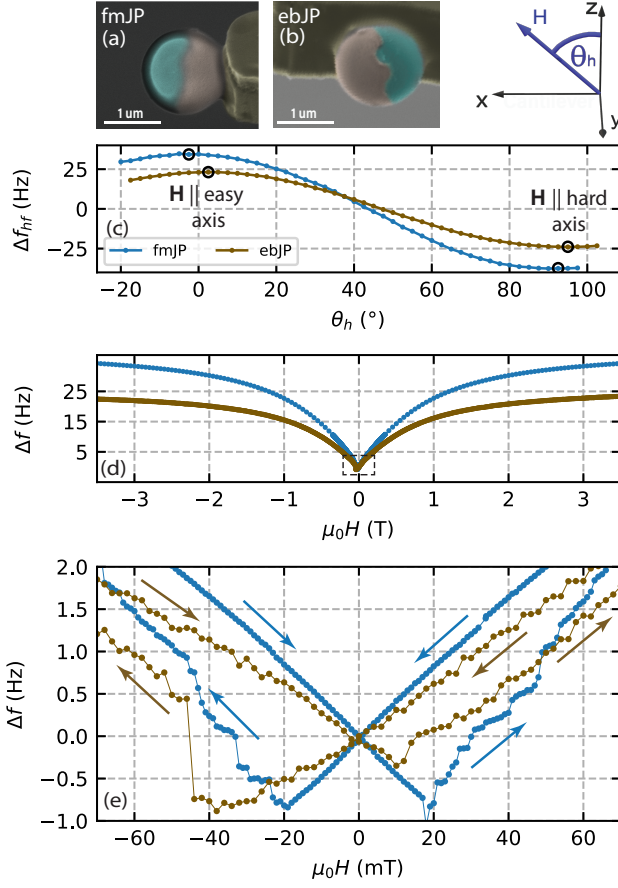 fmJP
(a)
1 um
ebJP
(b)
1 um
H
z
θh
x
y
25
0
−25
Δfhf (Hz)
H || easy
axis
H || hard
axis
(c)
fmJP
ebJP
−20
0
20
40
60
80
100
θh (°)
25
15
5
Δf (Hz)
(d)
−3
−2
−1
0
1
2
3
μ0H (T)
2.0
1.5
1.0
0.5
0.0
−0.5
−1.0
Δf (Hz)
(e)
−60
−40
−20
0
20
40
60
μ0H (mT)